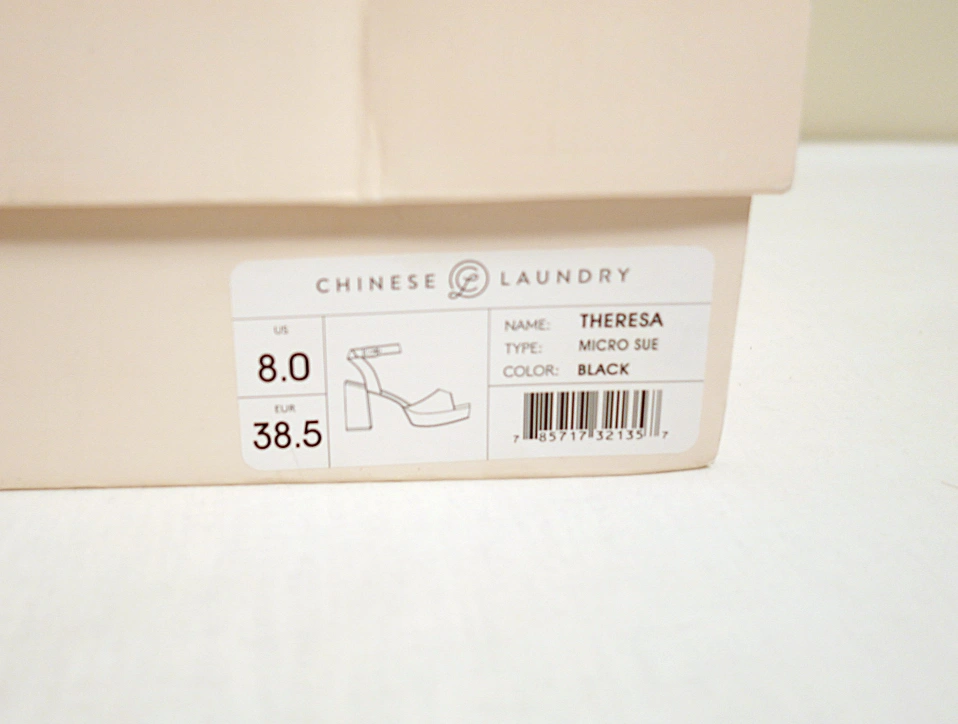 CHINESE LAUNDRY
US
8.0
EUR
38.5
NAME: THERESA
TYPE: MICRO SUE
COLOR: BLACK
7 85717 32135 7